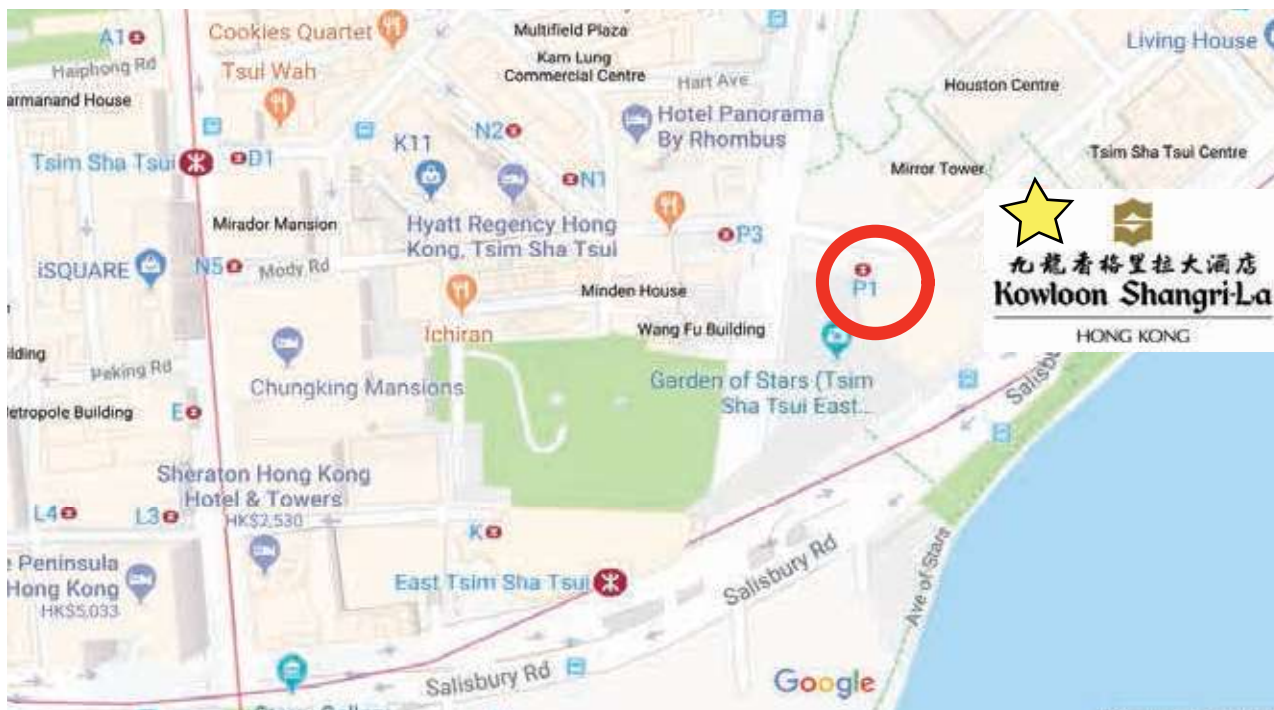 Cookies Quartet
Multifield Plaza
A1
Living House
Haiphong Rd
Tsui Wah
Kam Lung
Commercial Centre
Hart Ave
Houston Centre
armanand House
Hotel Panorama
By Rhombus
N2
K11
Tsim Sha Tsui
D1
Tsim Sha Tsui Centre
Mirror Tower
N1
Mirador Mansion
Hyatt Regency Hong
Kong, Tsim Sha Tsui
P3
iSQUARE
N5
Mody Rd
P1
九龍香格里拉大酒店
Kowloon Shangri-La
HONG KONG
Minden House
Ichiran
Wang Fu Building
ilding
Peking Rd
Chungking Mansions
Garden of Stars (Tsim
Sha Tsui East...
Salisbu
etropole Building
E
Sheraton Hong Kong
Hotel & Towers
HK$2,530
L4
L3
K
e Peninsula
Hong Kong
HK$5,033
East Tsim Sha Tsui
Salisbury Rd
Ave of Stars
Salisbury Rd
Google